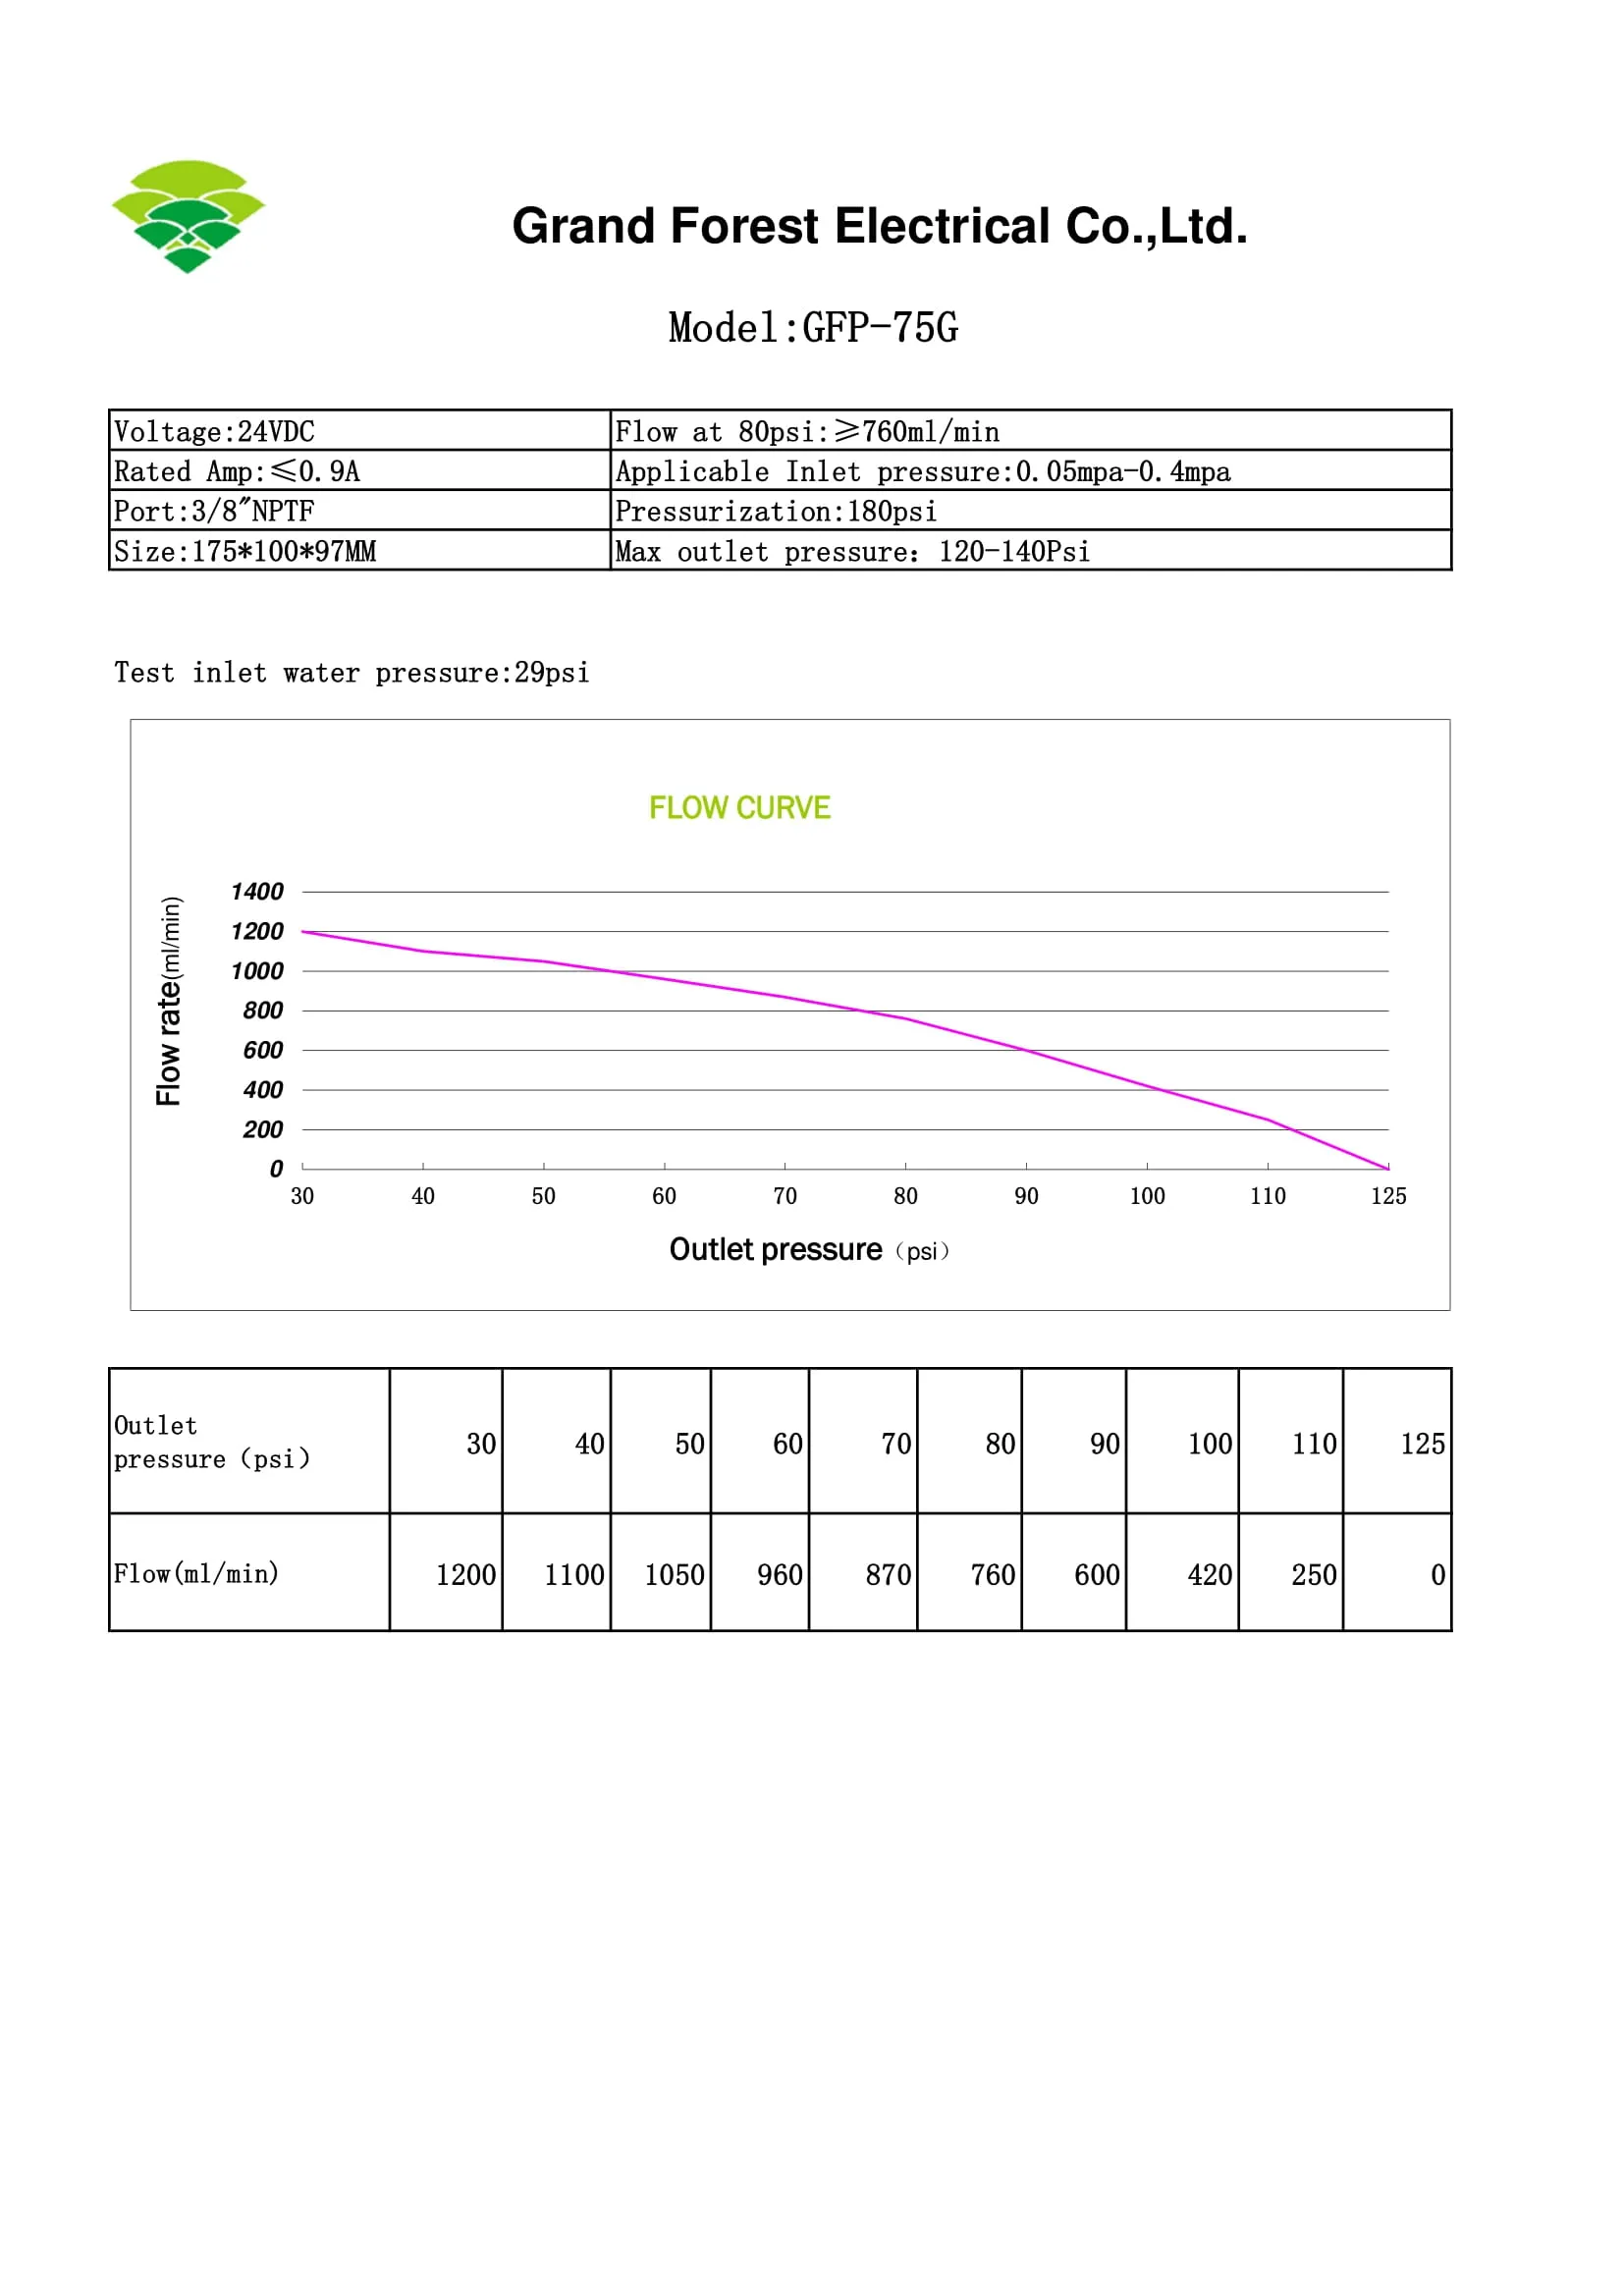 Grand Forest Electrical Co.,Ltd.
Model:GFP-75G
Voltage:24VDC Flow at 80psi:≥760ml/min
Rated Amp:≤0.9A Applicable Inlet pressure:0.05mpa-0.4mpa
Port:3/8"NPTF Pressurization:180psi
Size:175*100*97MM Max outlet pressure：120-140Psi
Test inlet water pressure:29psi
FLOW CURVE
Flow rate(ml/min)
1400
1200
1000
800
600
400
200
0
30 40 50 60 70 80 90 100 110 125
Outlet pressure（psi）
Outlet
pressure（psi） 30 40 50 60 70 80 90 100 110 125
Flow(ml/min) 1200 1100 1050 960 870 760 600 420 250 0